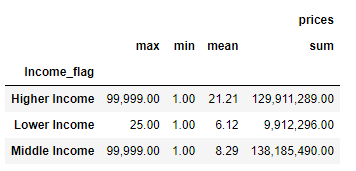 prices
max min mean sum
Income_flag
Higher Income 99,999.00 1.00 21.21 129,911,289.00
Lower Income 25.00 1.00 6.12 9,912,296.00
Middle Income 99,999.00 1.00 8.29 138,185,490.00